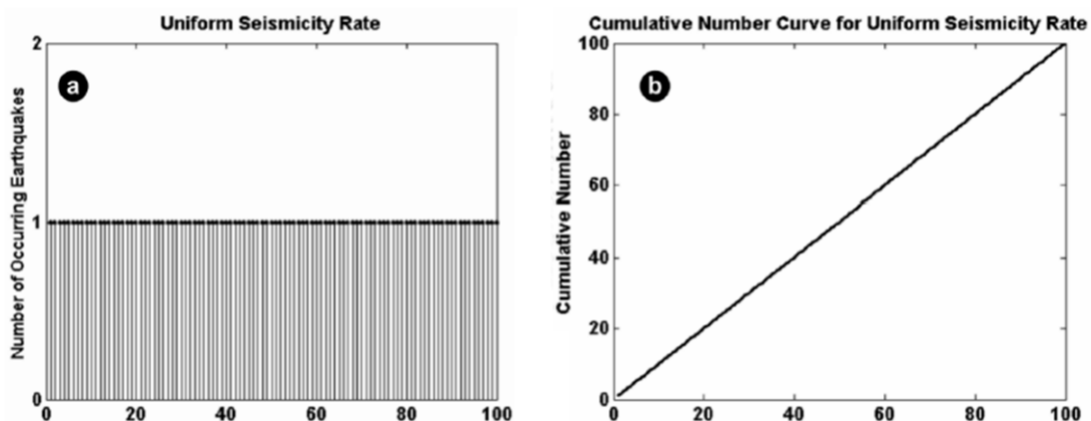 Uniform Seismicity Rate
a
Number of Occurring Earthquakes
2
1
0
0 20 40 60 80 100
Cumulative Number Curve for Uniform Seismicity Rate
b
Cumulative Number
100
80
60
40
20
0
0 20 40 60 80 100